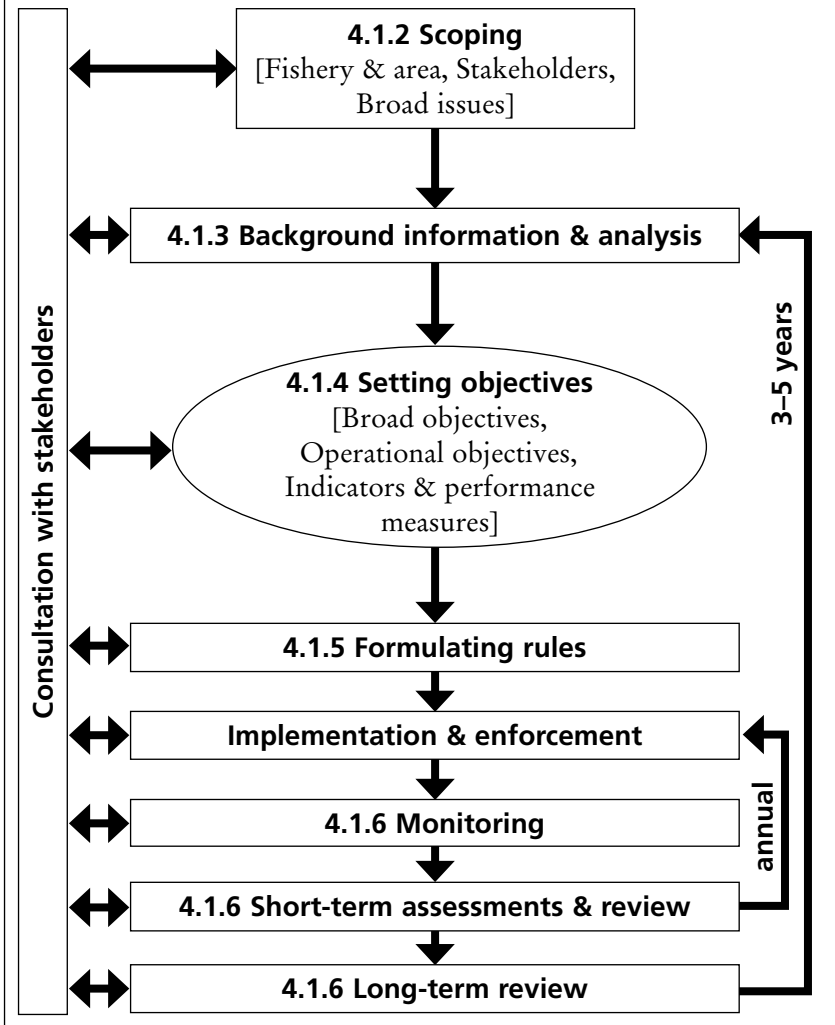 Consultation with stakeholders
4.1.2 Scoping
[Fishery & area, Stakeholders,
Broad issues]
4.1.3 Background information & analysis
4.1.4 Setting objectives
[Broad objectives,
Operational objectives,
Indicators & performance
measures]
3–5 years
4.1.5 Formulating rules
Implementation & enforcement
4.1.6 Monitoring
annual
4.1.6 Short-term assessments & review
4.1.6 Long-term review